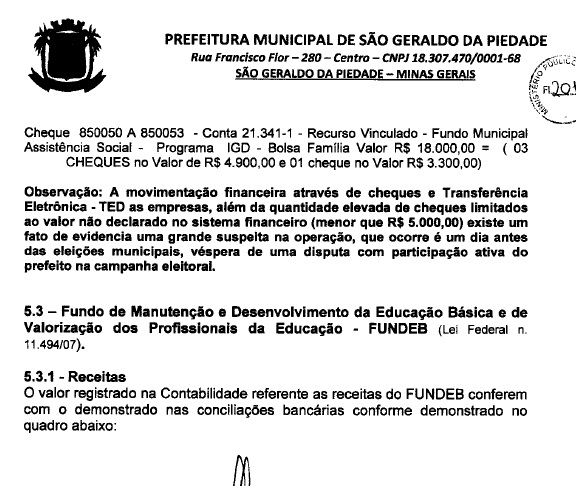 PREFEITURA MUNICIPAL DE SÃO GERALDO DA PIEDADE
Rua Francisco Flor – 280 – Centro – CNPJ 18.307.470/0001-68
SÃO GERALDO DA PIEDADE – MINAS GERAIS
MINISTÉRIO PÚBLICO
Fl.
Cheque 850050 A 850053 - Conta 21.341-1 - Recurso Vinculado - Fundo Municipal
Assistência Social - Programa IGD - Bolsa Família Valor R$ 18.000,00 = ( 03
CHEQUES no Valor de R$ 4.900,00 e 01 cheque no Valor R$ 3.300,00)
Observação: A movimentação financeira através de cheques e Transferência
Eletrônica - TED as empresas, além da quantidade elevada de cheques limitados
ao valor não declarado no sistema financeiro (menor que R$ 5.000,00) existe um
fato de evidencia uma grande suspeita na operação, que ocorre é um dia antes
das eleições municipais, véspera de uma disputa com participação ativa do
prefeito na campanha eleitoral.
5.3 – Fundo de Manutenção e Desenvolvimento da Educação Básica e de
Valorização dos Profissionais da Educação - FUNDEB (Lei Federal n.
11.494/07).
5.3.1 - Receitas
O valor registrado na Contabilidade referente as receitas do FUNDEB conferem
com o demonstrado nas conciliações bancárias conforme demonstrado no
quadro abaixo: